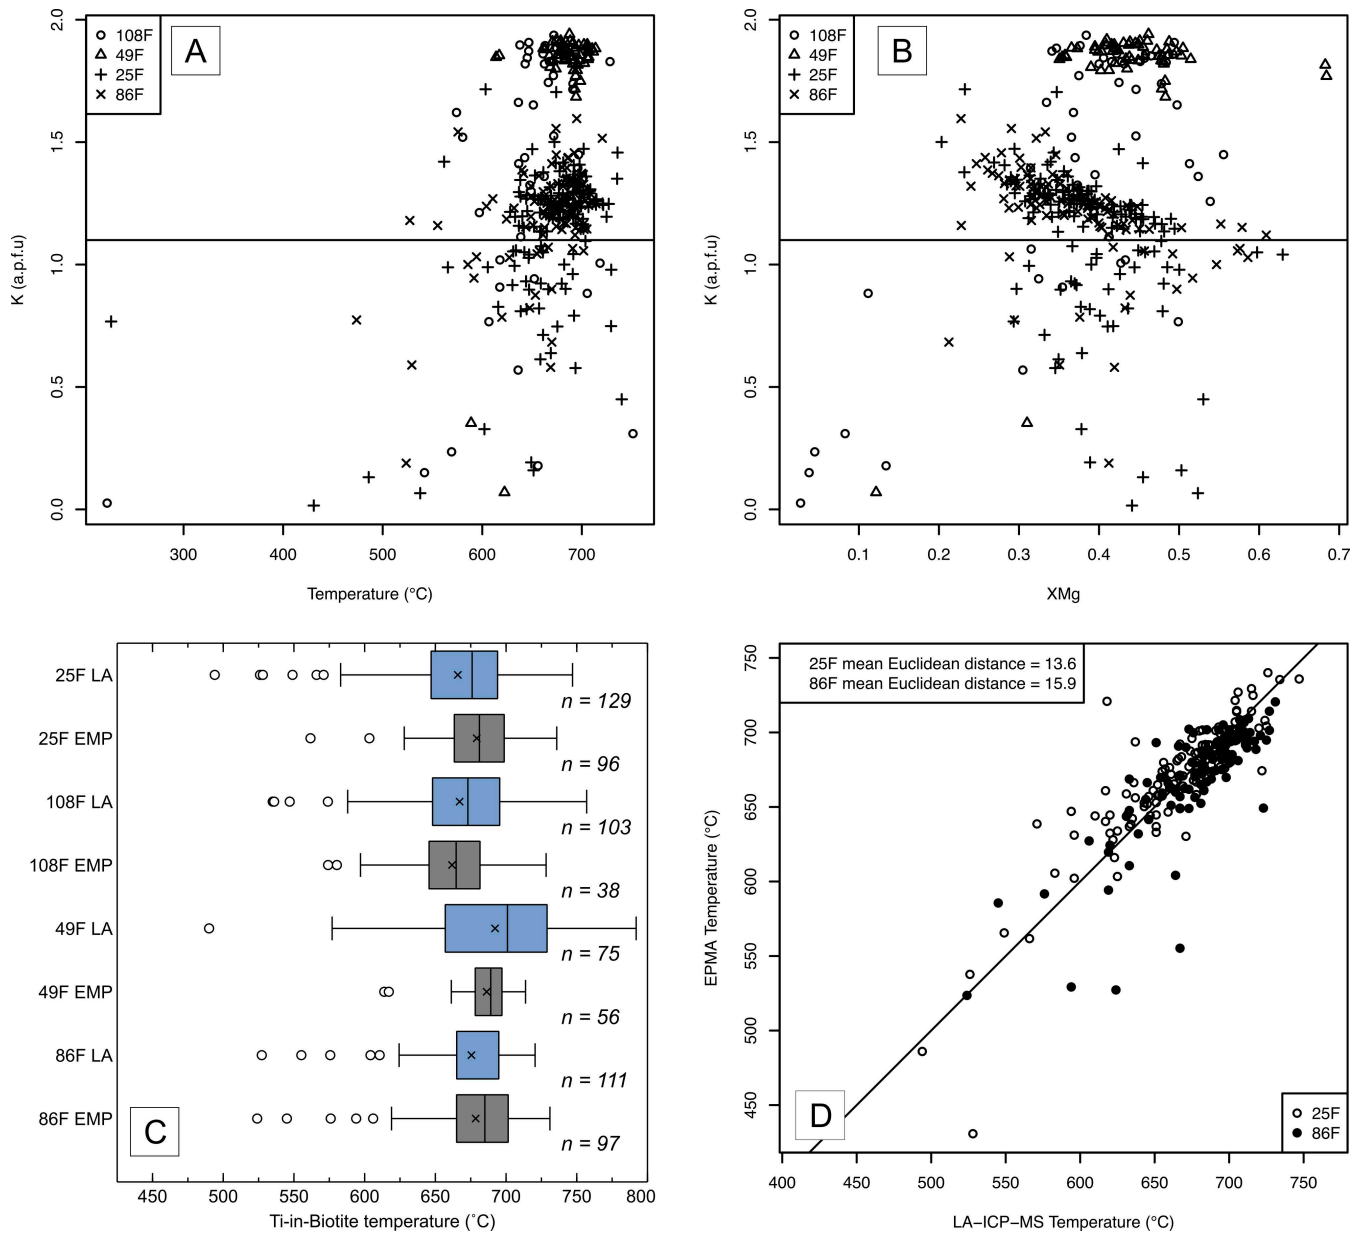 108F
49F
25F
86F
A
2.0
1.5
1.0
0.5
0.0
K (a.p.f.u)
300 400 500 600 700
Temperature (°C)
108F
49F
25F
86F
B
2.0
1.5
1.0
0.5
0.0
K (a.p.f.u)
0.1 0.2 0.3 0.4 0.5 0.6 0.7
XMg
25F LA
n = 129
25F EMP
n = 96
108F LA
n = 103
108F EMP
n = 38
49F LA
n = 75
49F EMP
n = 56
86F LA
n = 111
86F EMP
n = 97
C
450 500 550 600 650 700 750 800
Ti-in-Biotite temperature (˚C)
25F mean Euclidean distance = 13.6
86F mean Euclidean distance = 15.9
750
700
650
600
550
500
450
EPMA Temperature (°C)
D
25F
86F
400 450 500 550 600 650 700 750
LA−ICP−MS Temperature (°C)